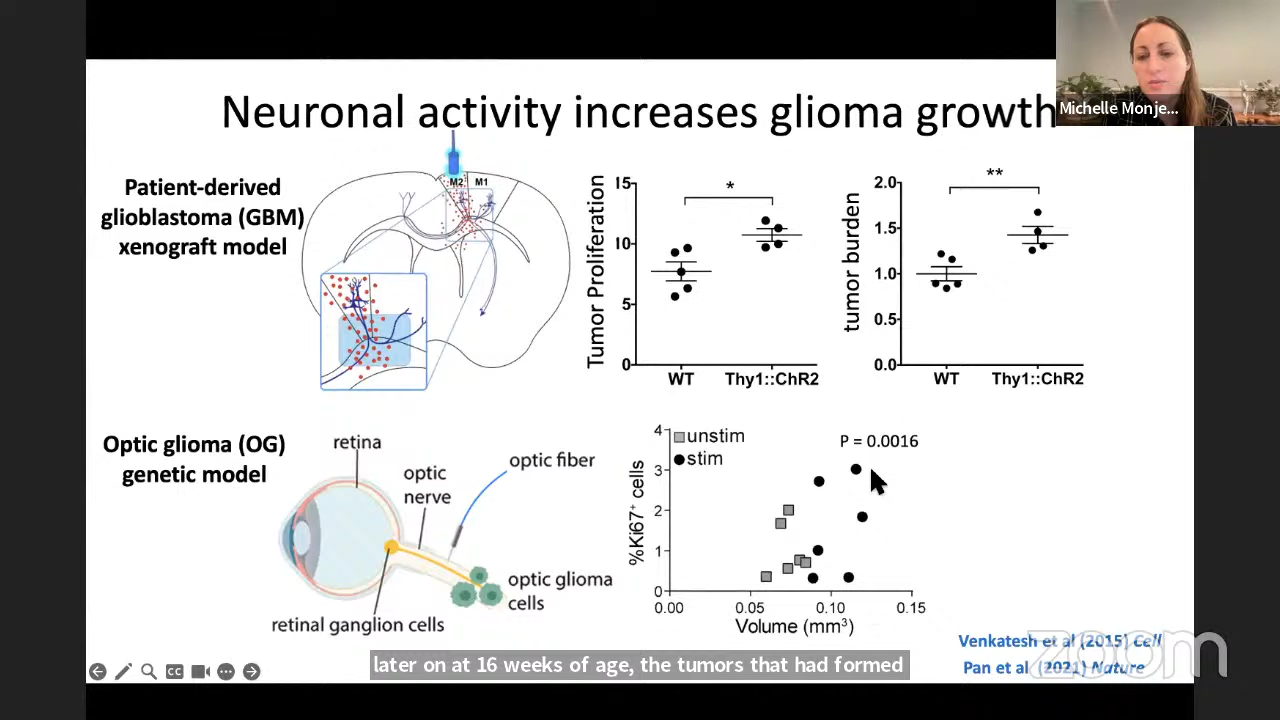 Michelle Monje...
Neuronal activity increases glioma growth
Patient-derived
glioblastoma (GBM)
xenograft model
M2
M1
Tumor Proliferation
15
10
5
0
*
WT
Thy1::ChR2
tumor burden
2.0
1.5
1.0
0.5
0.0
**
WT
Thy1::ChR2
Optic glioma (OG)
genetic model
retina
optic
nerve
optic fiber
optic glioma
cells
retinal ganglion cells
%Ki67+ cells
4
3
2
1
0
unstim
stim
P = 0.0016
0.00
0.05
0.10
0.15
Volume (mm³)
Venkatesh et al (2015) Cell
Pan et al (2021) Nature
zoom
CC
later on at 16 weeks of age, the tumors that had formed